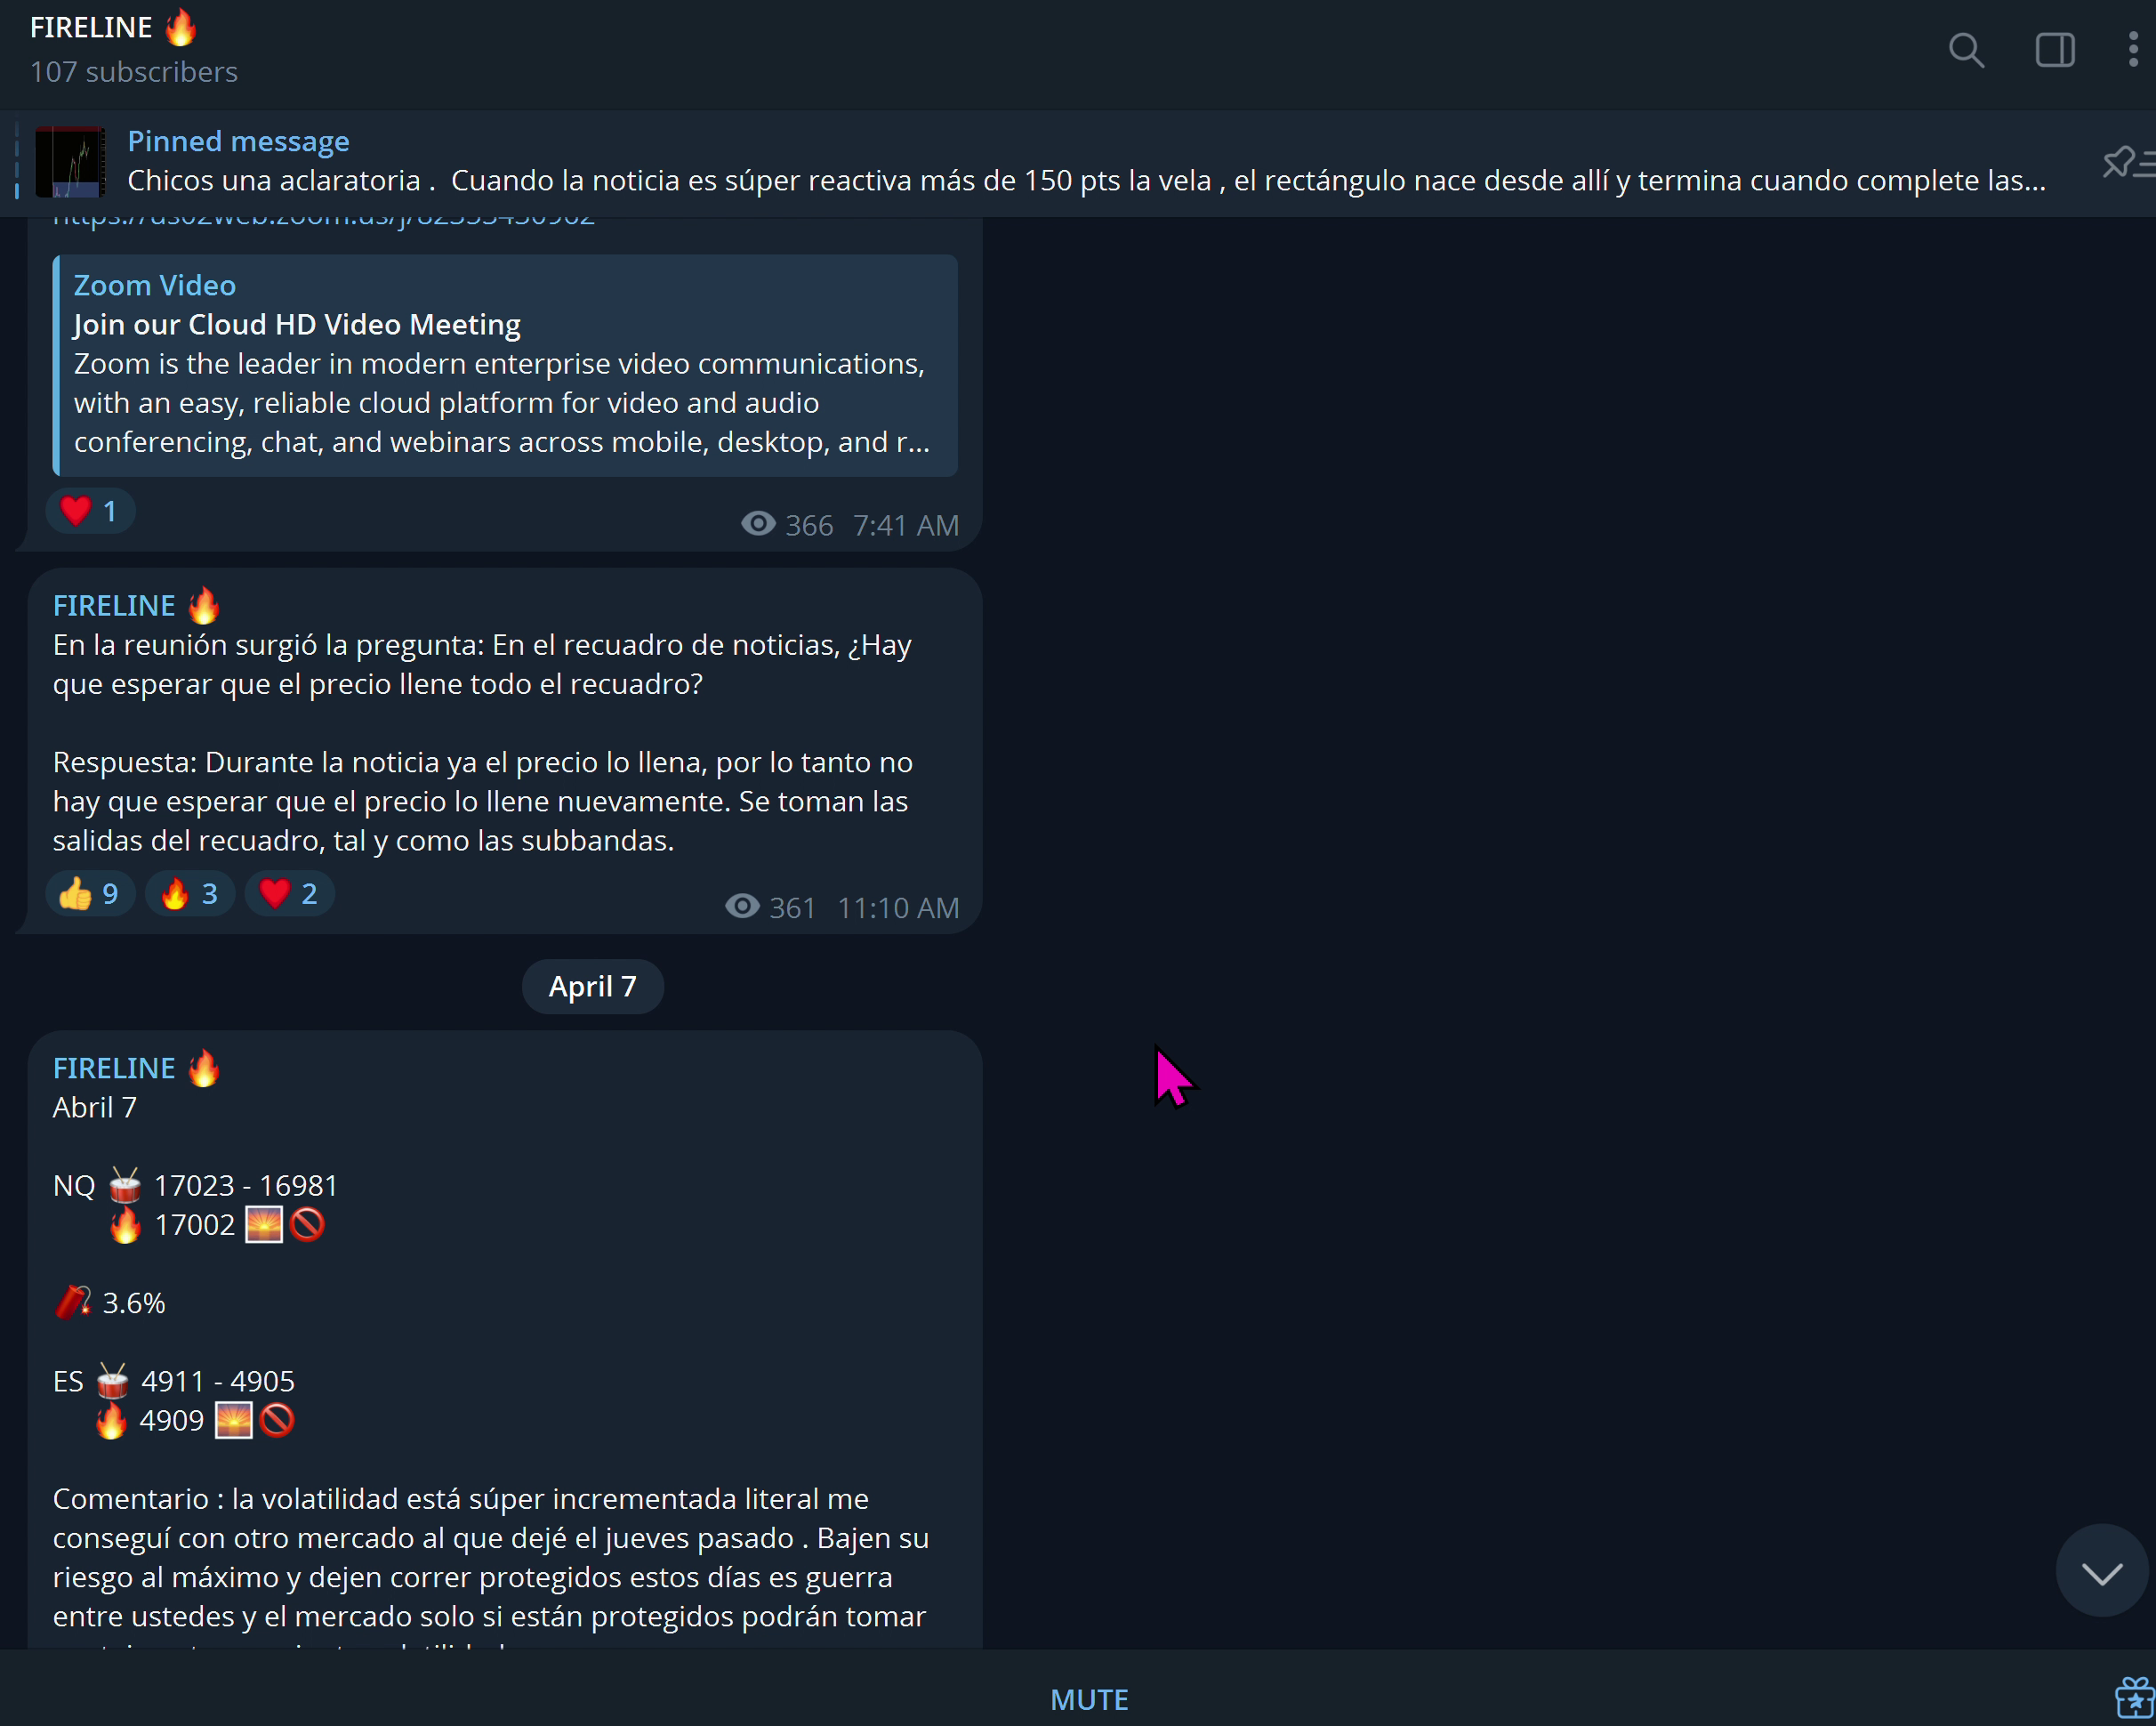 FIRELINE 🔥
107 subscribers
Pinned message
Chicos una aclaratoria .  Cuando la noticia es súper reactiva más de 150 pts la vela , el rectángulo nace desde allí y termina cuando complete las...
Zoom Video
Join our Cloud HD Video Meeting
Zoom is the leader in modern enterprise video communications,
with an easy, reliable cloud platform for video and audio
conferencing, chat, and webinars across mobile, desktop, and r...
❤️ 1
366 7:41 AM
FIRELINE 🔥
En la reunión surgió la pregunta: En el recuadro de noticias, ¿Hay
que esperar que el precio llene todo el recuadro?
Respuesta: Durante la noticia ya el precio lo llena, por lo tanto no
hay que esperar que el precio lo llene nuevamente. Se toman las
salidas del recuadro, tal y como las subbandas.
👍 9 🔥 3 ❤️ 2
361 11:10 AM
April 7
FIRELINE 🔥
Abril 7
NQ 🥁 17023 - 16981
🔥 17002 🌅🚫
🧨 3.6%
ES 🥁 4911 - 4905
🔥 4909 🌅🚫
Comentario : la volatilidad está súper incrementada literal me
conseguí con otro mercado al que dejé el jueves pasado . Bajen su
riesgo al máximo y dejen correr protegidos estos días es guerra
entre ustedes y el mercado solo si están protegidos podrán tomar
MUTE